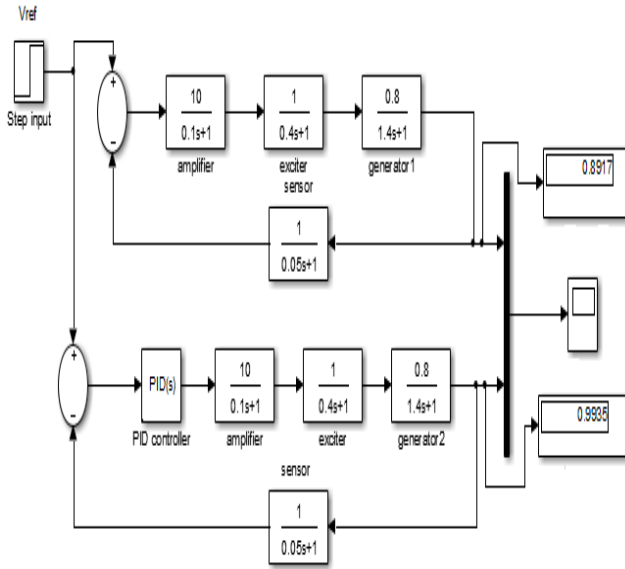 Vref
Step input
10
0.1s+1
amplifier
1
0.4s+1
exciter
0.8
1.4s+1
generator1
0.8917
sensor
1
0.05s+1
PID(s)
PID controller
10
0.1s+1
amplifier
1
0.4s+1
exciter
0.8
1.4s+1
generator2
0.9935
sensor
1
0.05s+1